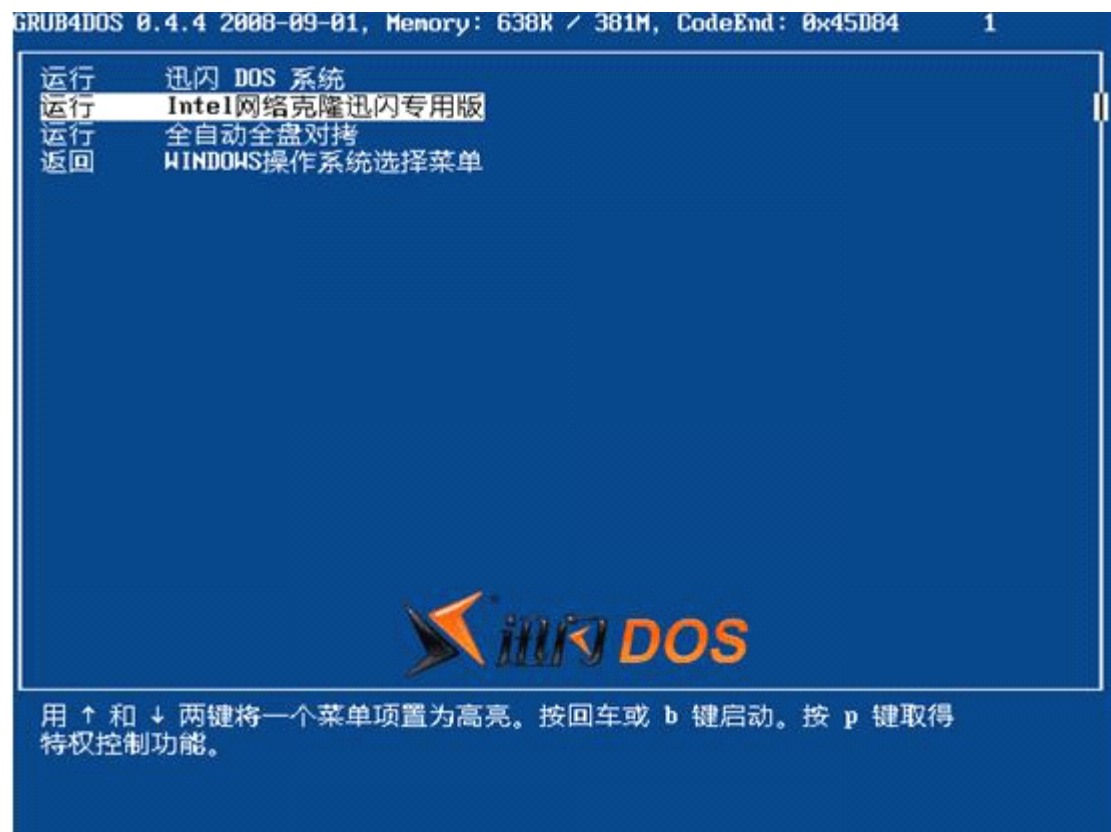 GRUB4DOS 0.4.4 2008-09-01, Memory: 638K / 381M, CodeEnd: 0x45D84 1
运行 迅闪 DOS 系统
运行 Intel网络克隆迅闪专用版
运行 全自动全盘对拷
返回 WINDOWS操作系统选择菜单
迅闪 DOS
用 ↑ 和 ↓ 两键将一个菜单项置为高亮。按回车或 b 键启动。按 p 键取得
特权控制功能。